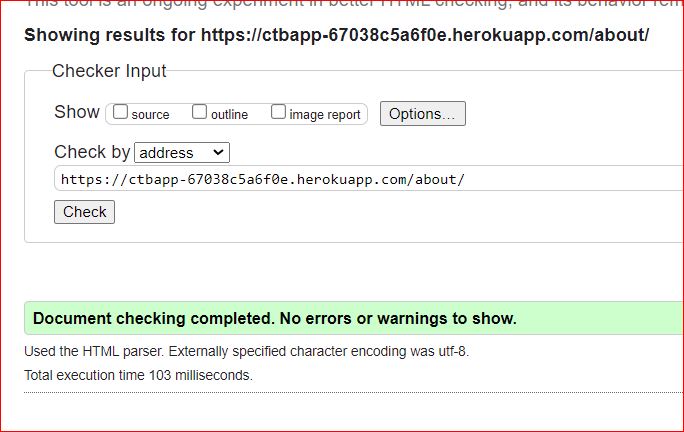 This tool is an ongoing experiment in better HTML checking, and its behavior rem
Showing results for https://ctbapp-67038c5a6f0e.herokuapp.com/about/
Checker Input
Show source outline image report Options...
Check by address
https://ctbapp-67038c5a6f0e.herokuapp.com/about/
Check
Document checking completed. No errors or warnings to show.
Used the HTML parser. Externally specified character encoding was utf-8.
Total execution time 103 milliseconds.